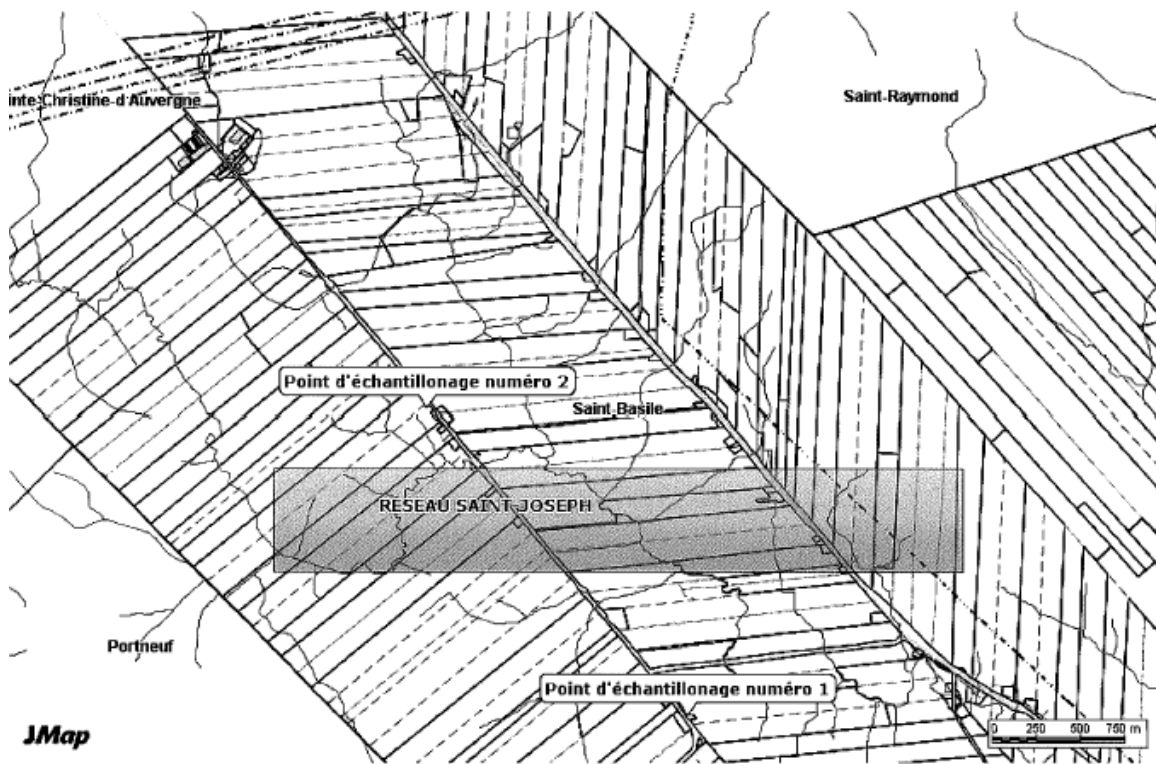 inte-Christine-d'Auvergne
Saint-Raymond
Point d'échantillonage numéro 2
Saint-Basile
RÉSEAU SAINT-JOSEPH
Portneuf
Point d'échantillonage numéro 1
JMap
0 250 500 750 m